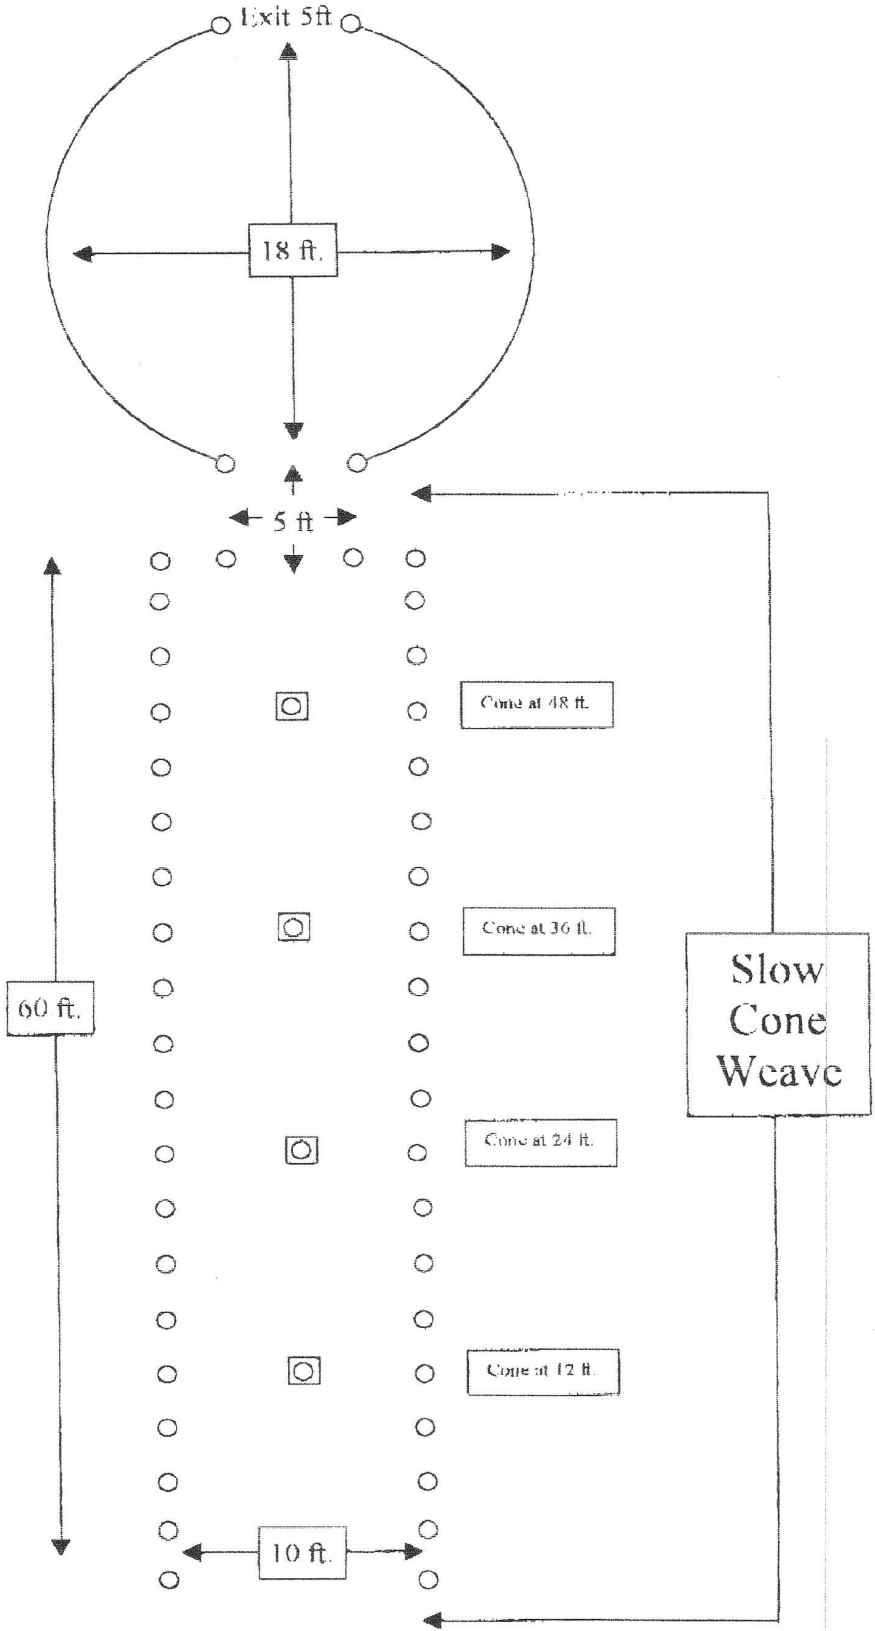 Exit 5ft
18 ft.
5 ft
Cone at 48 ft.
Cone at 36 ft.
60 ft.
Slow
Cone
Weave
Cone at 24 ft.
Cone at 12 ft.
10 ft.